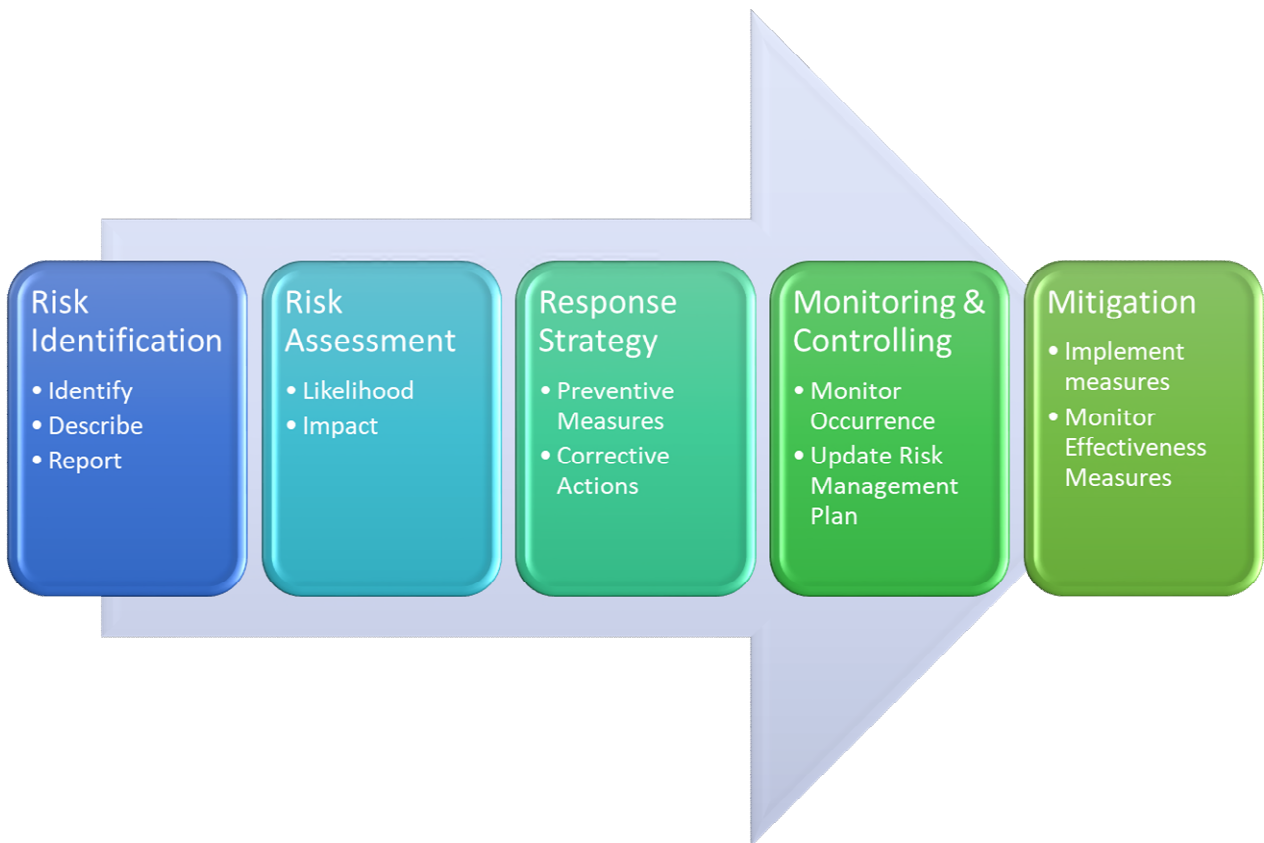 Risk
Identification
• Identify
• Describe
• Report
Risk
Assessment
• Likelihood
• Impact
Response
Strategy
• Preventive
Measures
• Corrective
Actions
Monitoring &
Controlling
• Monitor
Occurrence
• Update Risk
Management
Plan
Mitigation
• Implement
measures
• Monitor
Effectiveness
Measures